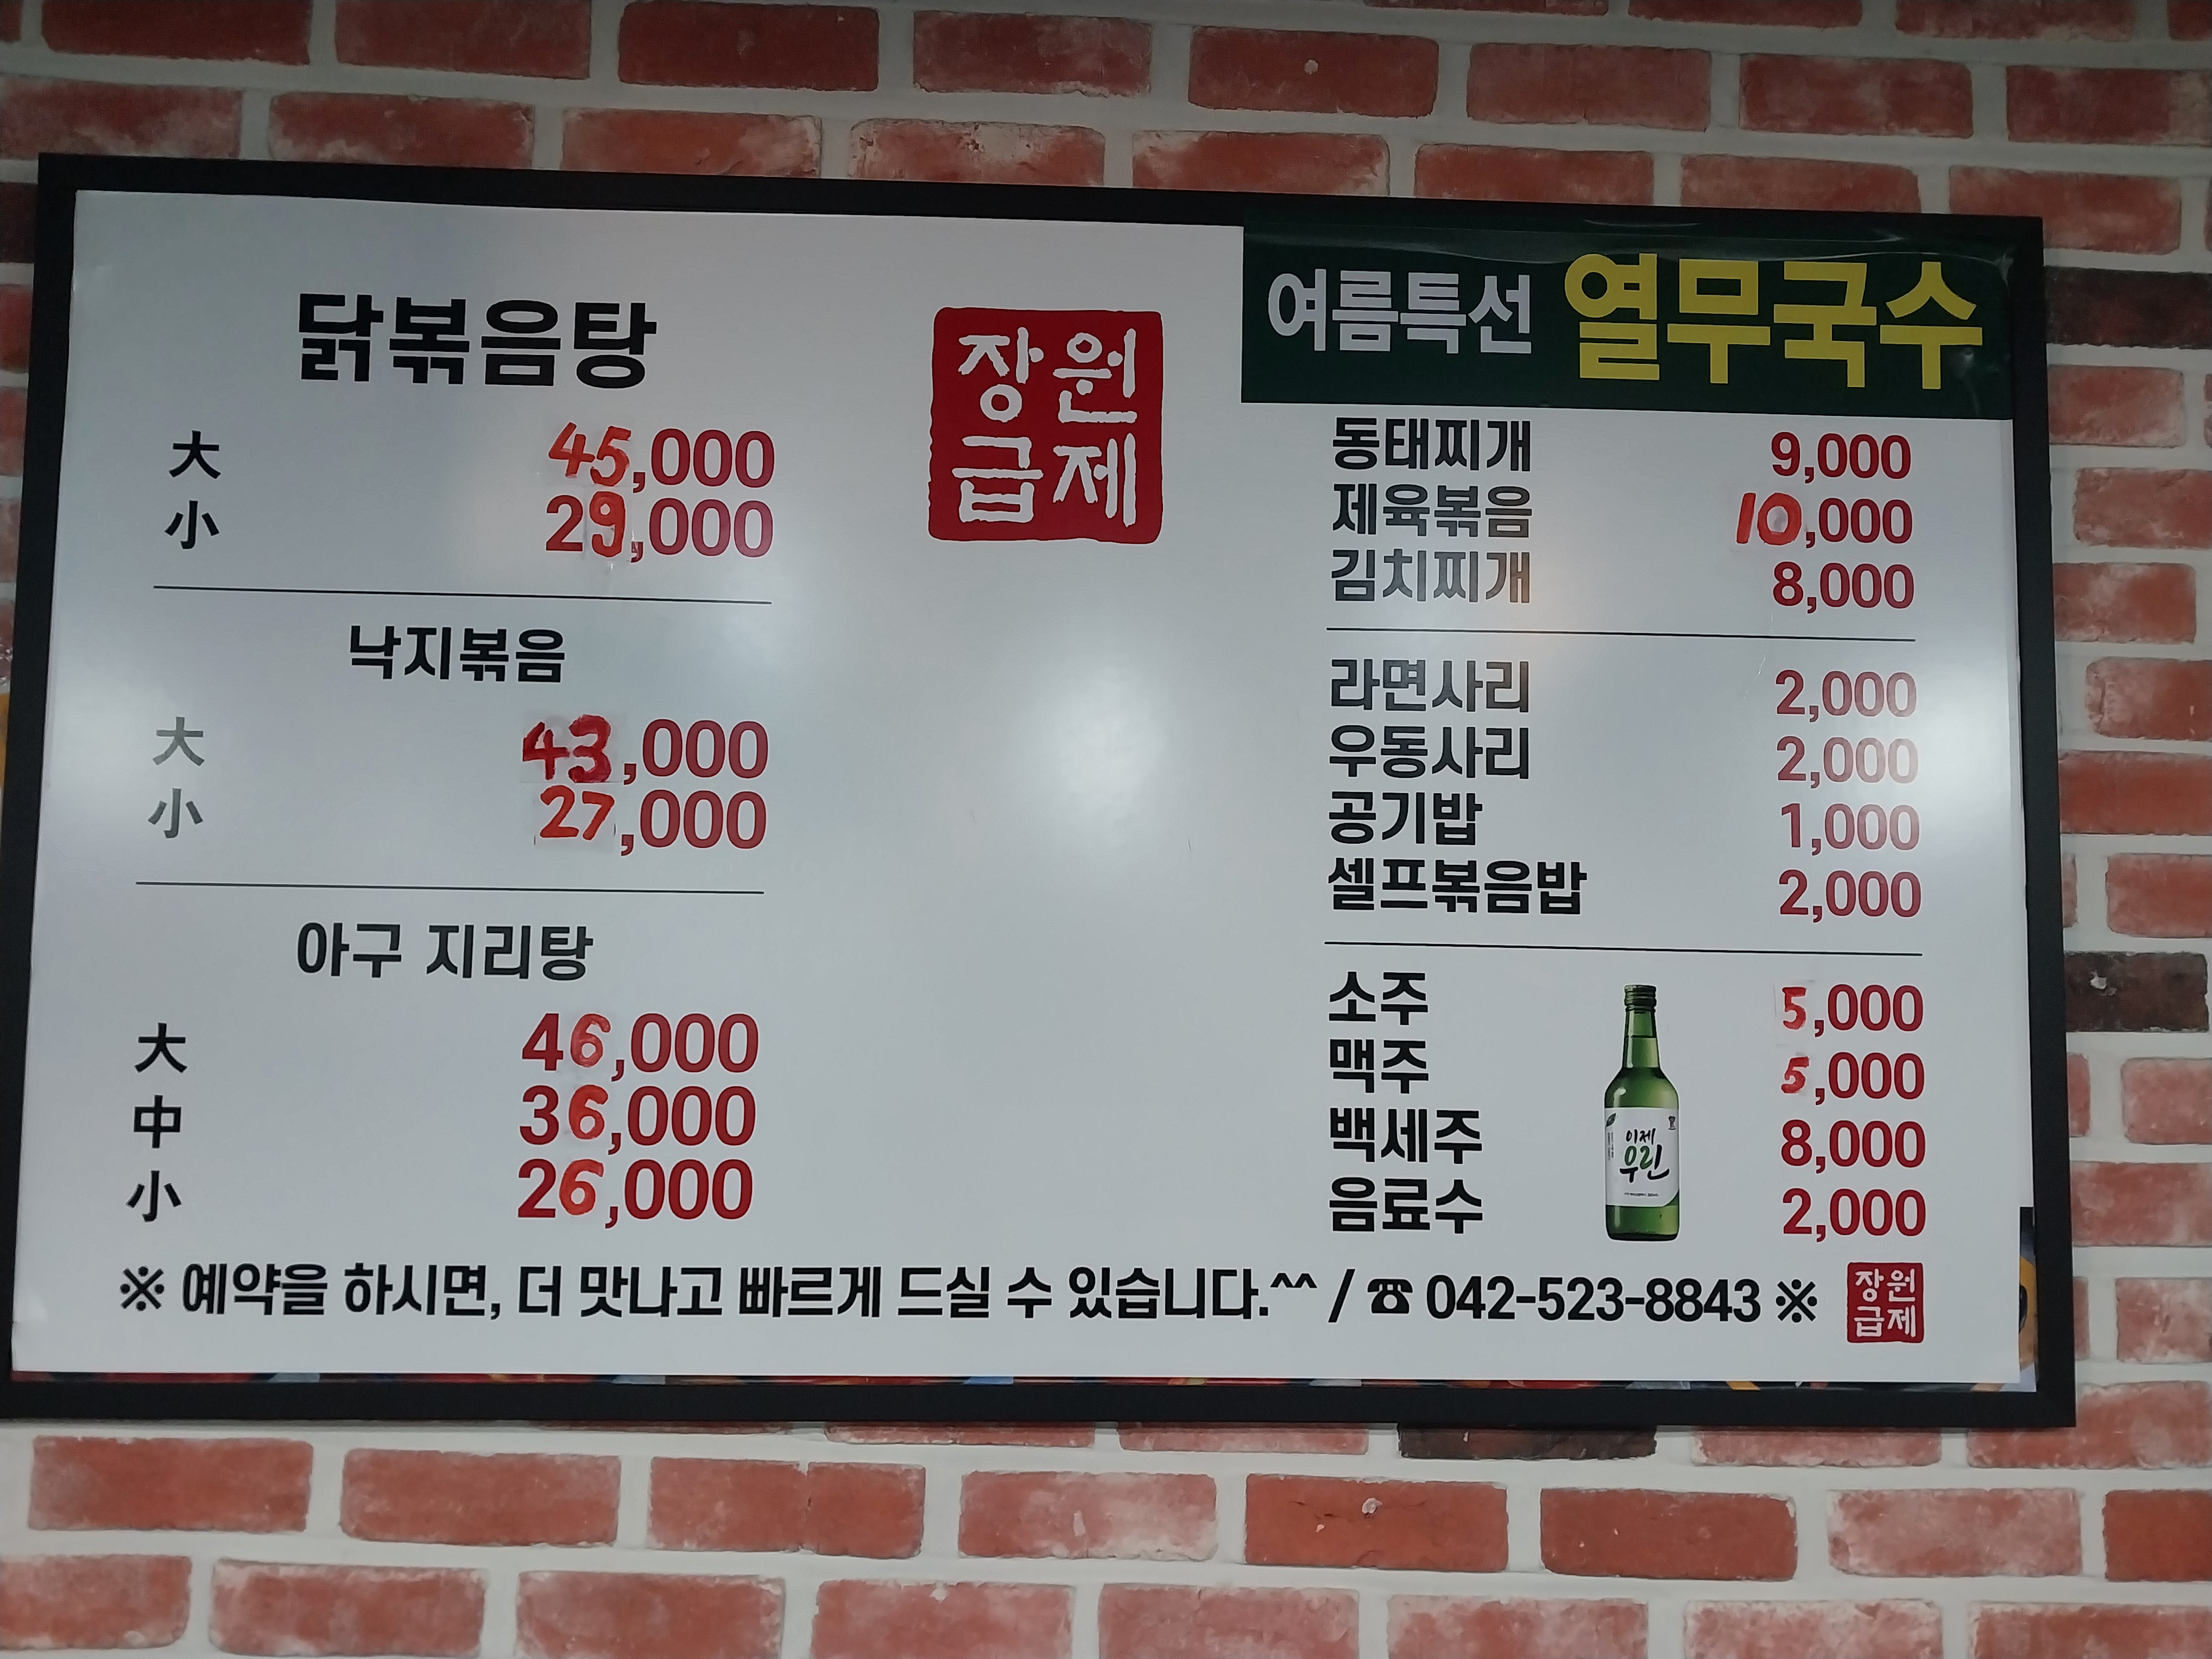 닭볶음탕
大 45,000
小 29,000
낙지볶음
大 43,000
小 27,000
아구 지리탕
大 46,000
中 36,000
小 26,000
장원
급제
여름특선 열무국수
동태찌개 9,000
제육볶음 10,000
김치찌개 8,000
라면사리 2,000
우동사리 2,000
공기밥 1,000
셀프볶음밥 2,000
소주 5,000
맥주 5,000
백세주 8,000
음료수 2,000
이제
우린
※ 예약을 하시면, 더 맛나고 빠르게 드실 수 있습니다.^^ / ☎ 042-523-8843 ※
장원
급제